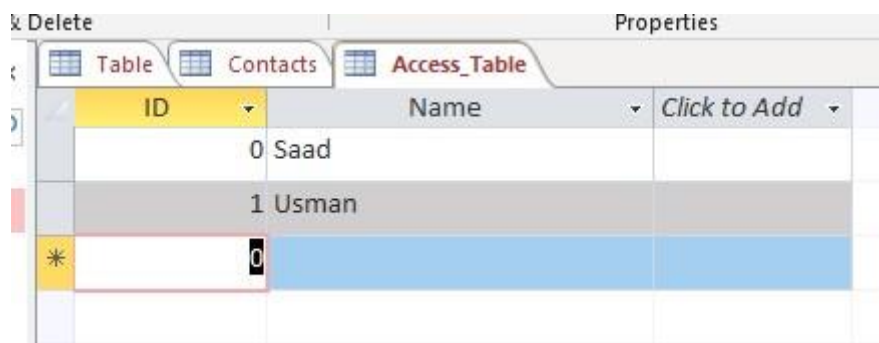 & Delete Properties
Table Contacts Access_Table
ID Name Click to Add
0 Saad
1 Usman
* 0